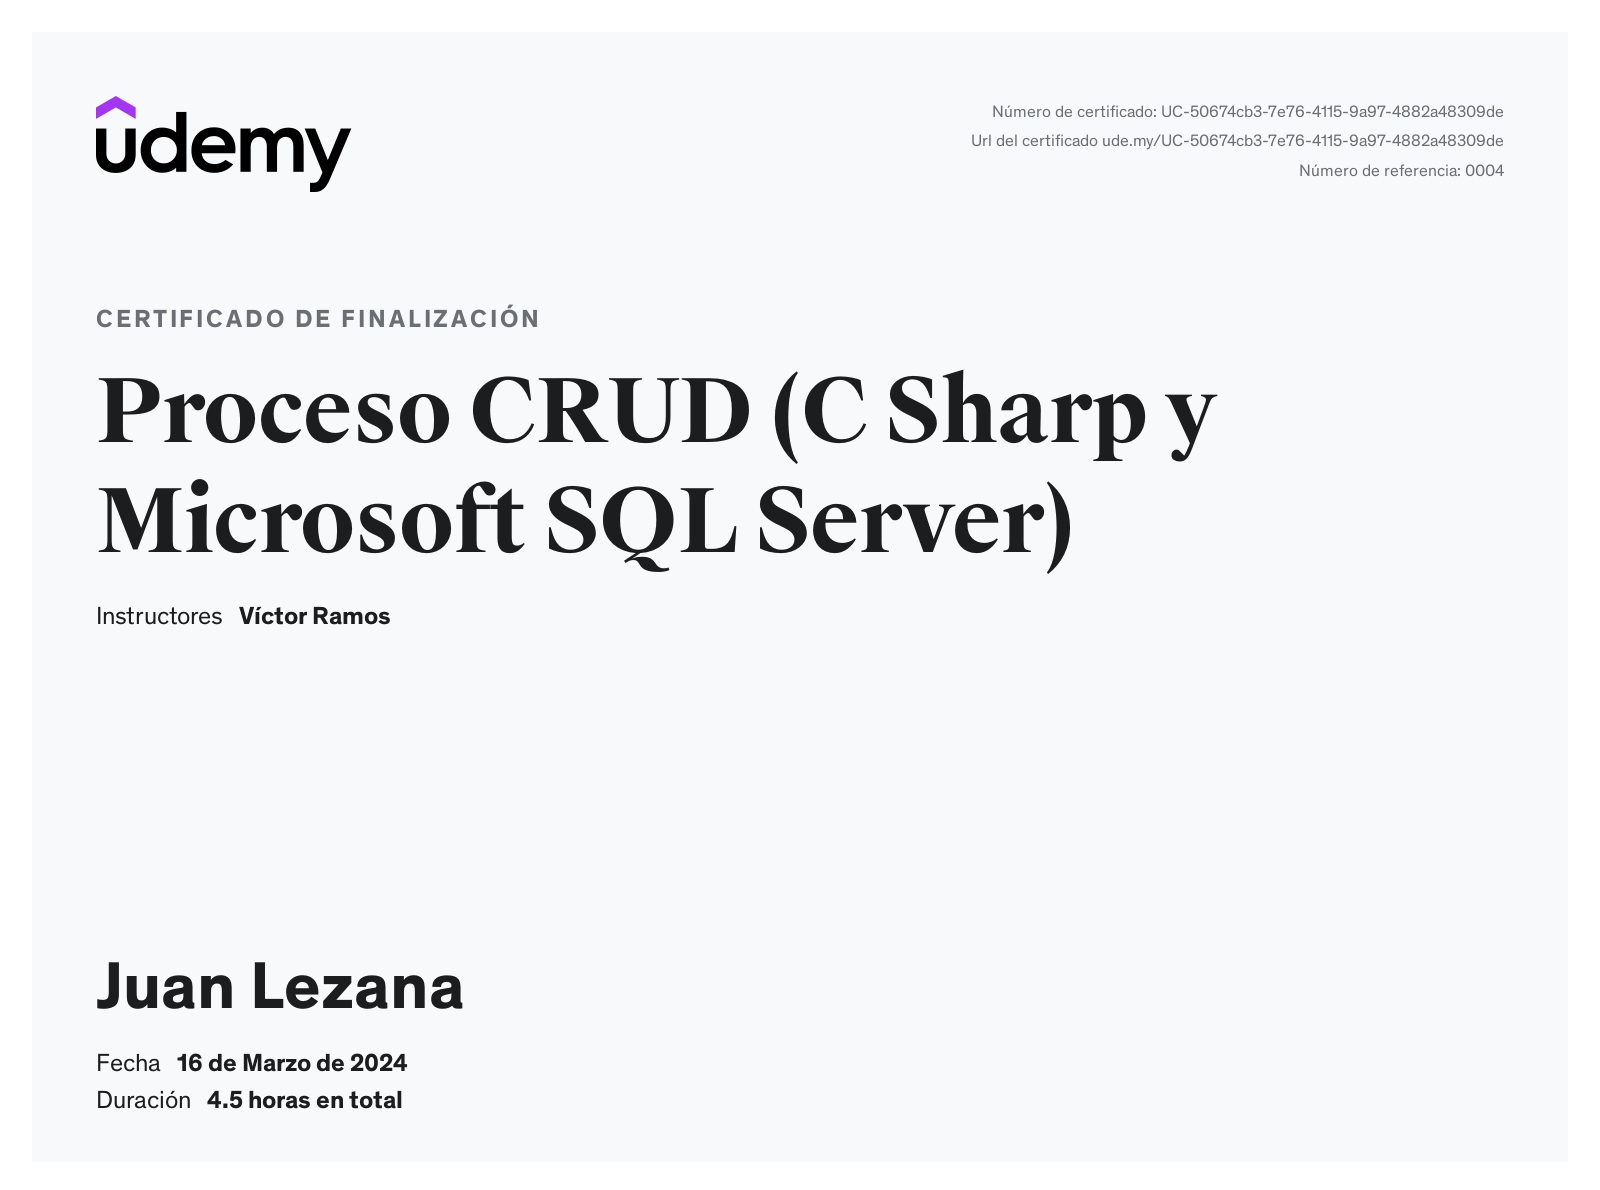 udemy
Número de certificado: UC-50674cb3-7e76-4115-9a97-4882a48309de
Url del certificado ude.my/UC-50674cb3-7e76-4115-9a97-4882a48309de
Número de referencia: 0004
CERTIFICADO DE FINALIZACIÓN
Proceso CRUD (C Sharp y
Microsoft SQL Server)
Instructores Víctor Ramos
Juan Lezana
Fecha 16 de Marzo de 2024
Duración 4.5 horas en total